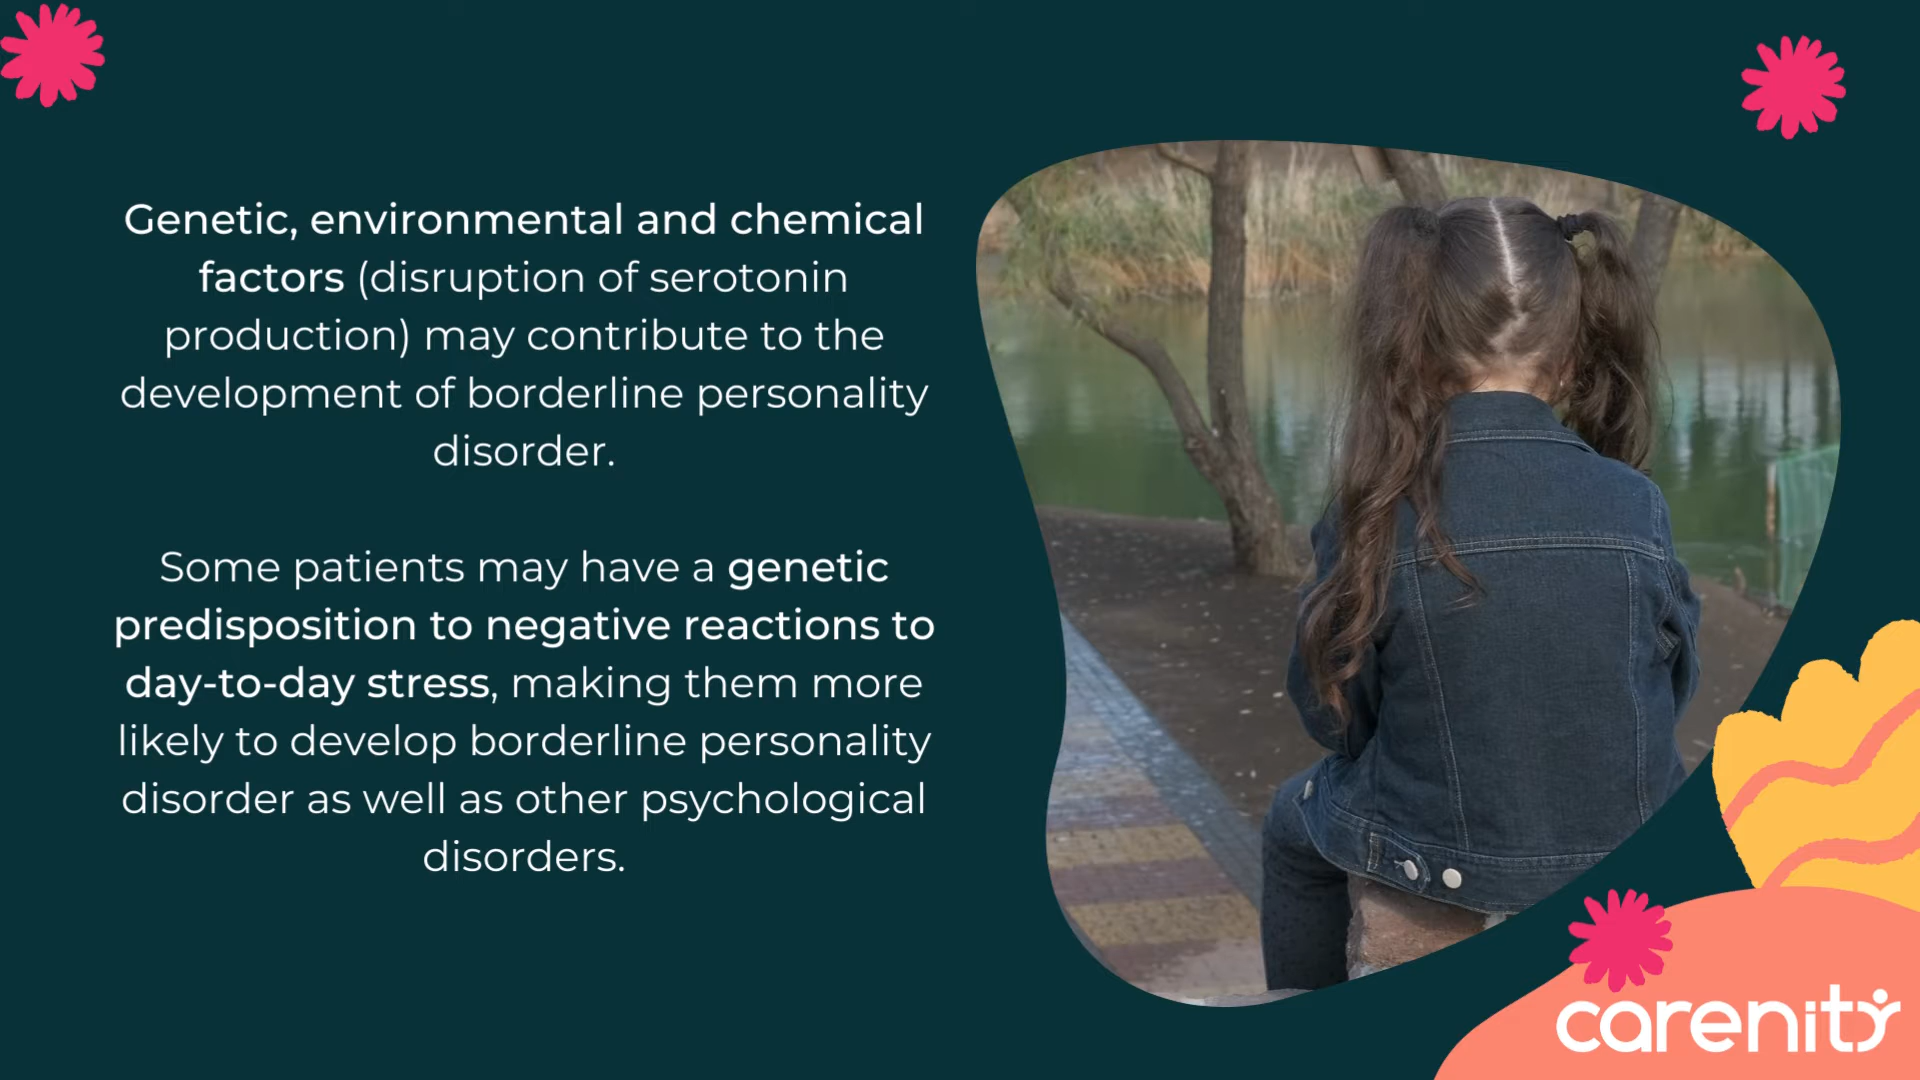 Genetic, environmental and chemical
factors (disruption of serotonin
production) may contribute to the
development of borderline personality
disorder.
Some patients may have a genetic
predisposition to negative reactions to
day-to-day stress, making them more
likely to develop borderline personality
disorder as well as other psychological
disorders.
carenity